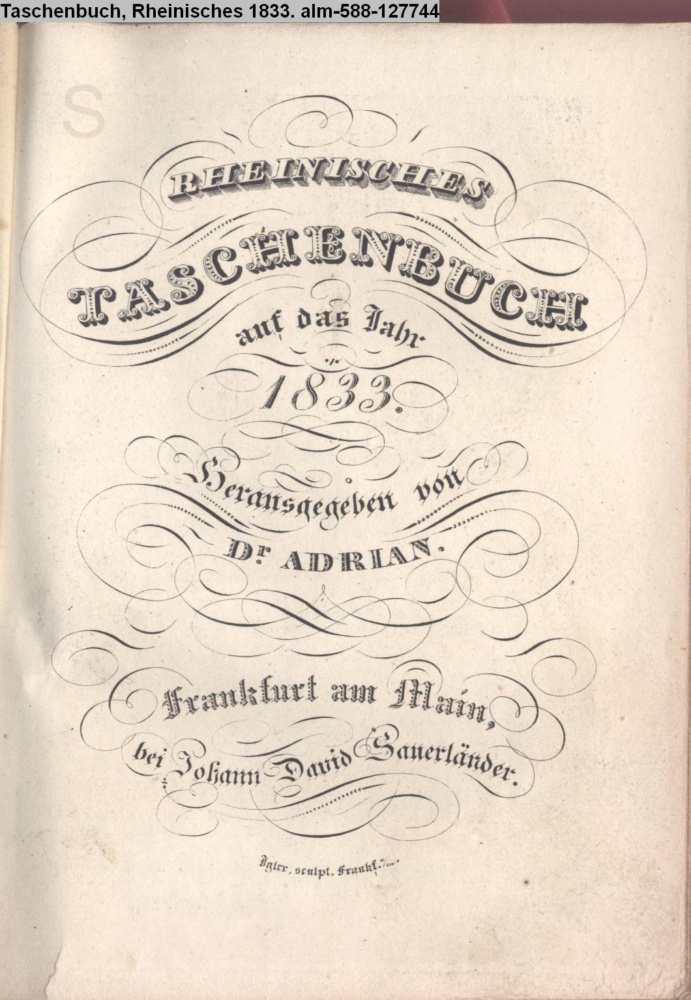 Taschenbuch, Rheinisches 1833. alm-588-127744
S
RHEINISCHES
TASCHENBUCH
auf das Jahr
1833.
Herausgegeben von
Dr. ADRIAN.
Frankfurt am Main,
bei Johann David Sauerländer.
sculpt. Frankf.